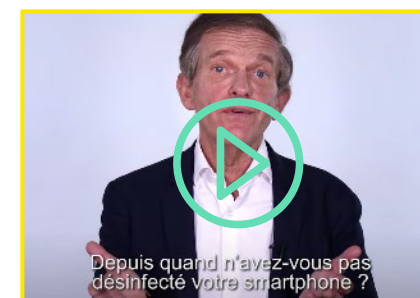 Depuis quand n'avez-vous pas
désinfecté votre smartphone ?